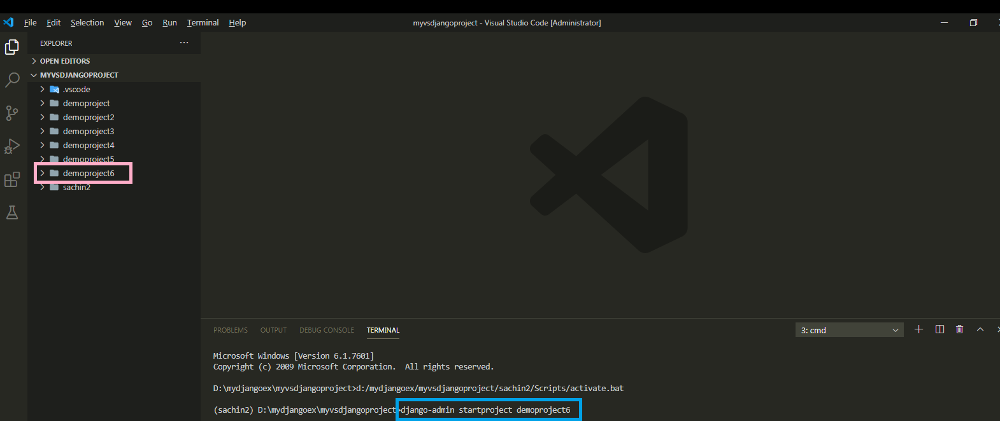 File Edit Selection View Go Run Terminal Help myvsdjangoproject - Visual Studio Code [Administrator]
EXPLORER ...
OPEN EDITORS
MYVSDJANGOPROJECT
.vscode
demoproject
demoproject2
demoproject3
demoproject4
demoproject5
demoproject6
sachin2
PROBLEMS OUTPUT DEBUG CONSOLE TERMINAL 3: cmd
Microsoft Windows [Version 6.1.7601]
Copyright (c) 2009 Microsoft Corporation.  All rights reserved.
D:\mydjangoex\myvsdjangoproject>d:/mydjangoex/myvsdjangoproject/sachin2/Scripts/activate.bat
(sachin2) D:\mydjangoex\myvsdjangoproject>django-admin startproject demoproject6